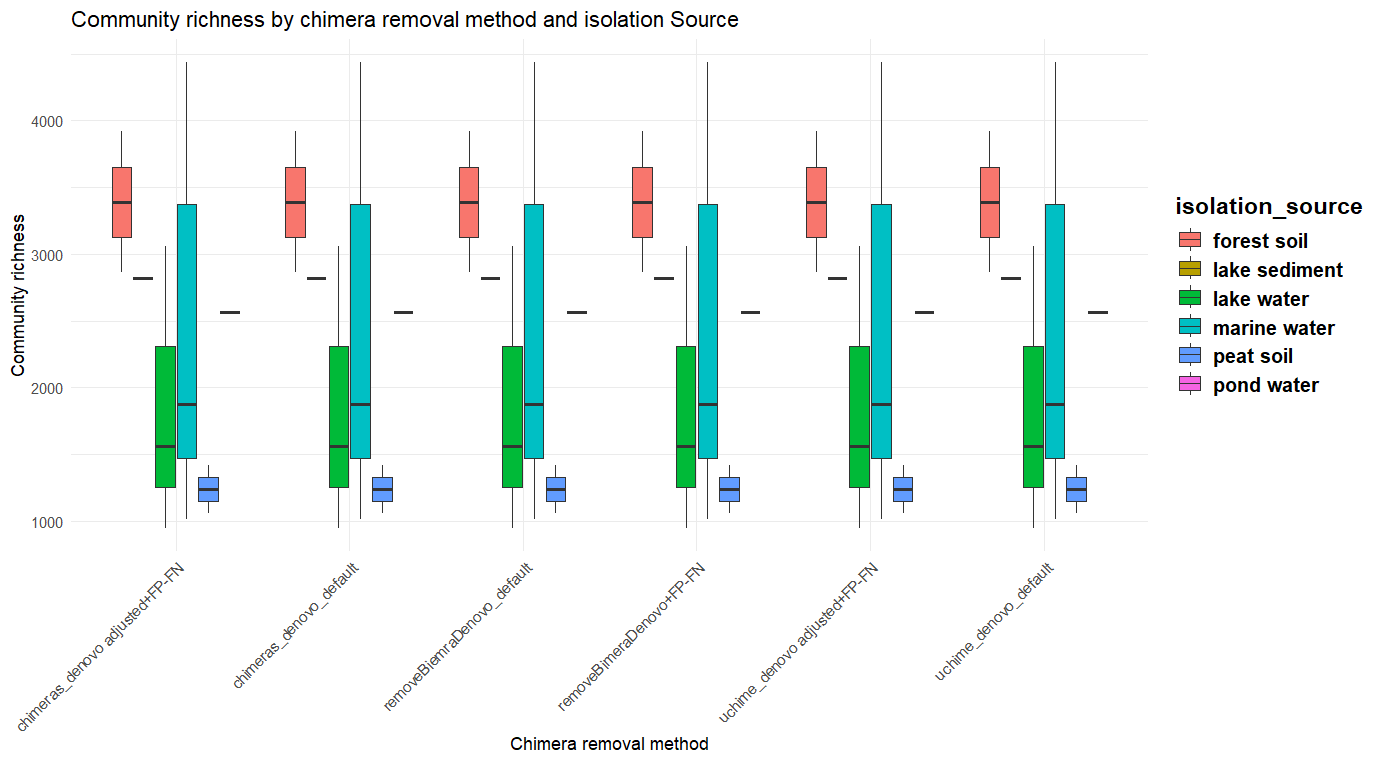 Community richness by chimera removal method and isolation Source
Community richness
4000
3000
2000
1000
chimeras_denovo adjusted+FP-FN
chimeras_denovo_default
removeBiemraDenovo_default
removeBimeraDenovo+FP-FN
uchime_denovo adjusted+FP-FN
uchime_denovo_default
Chimera removal method
isolation_source
forest soil
lake sediment
lake water
marine water
peat soil
pond water